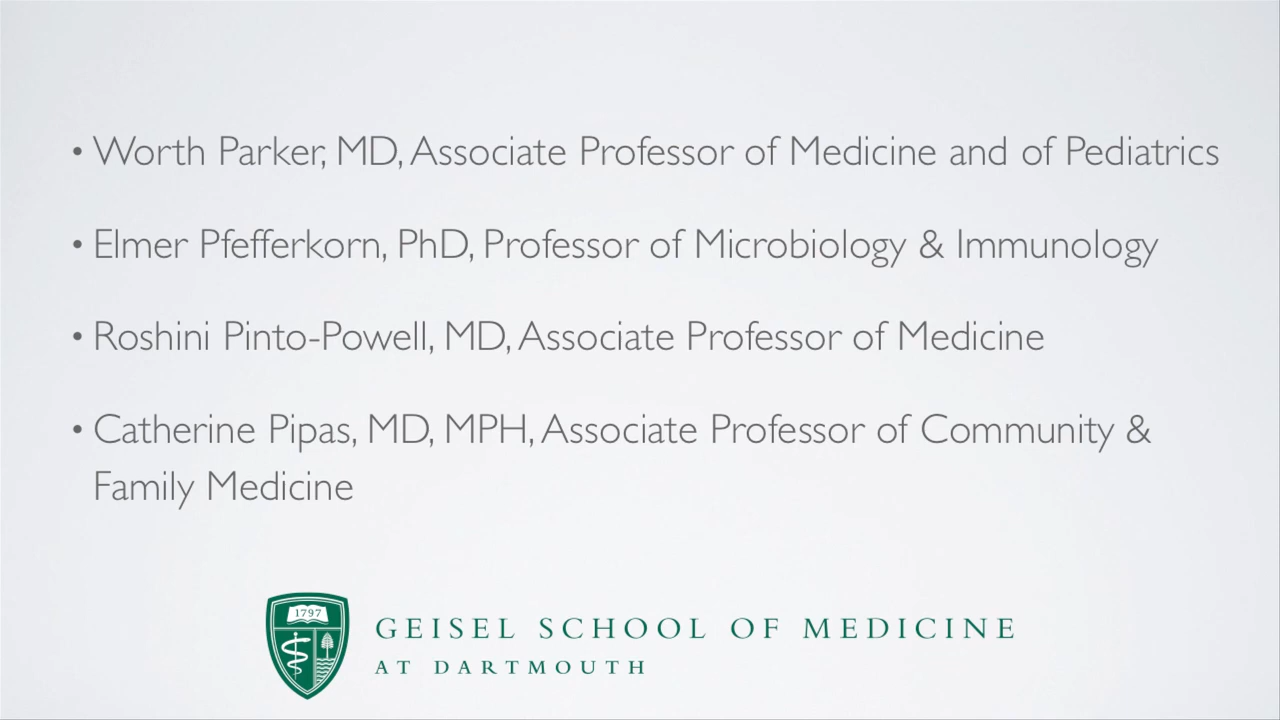 • Worth Parker, MD, Associate Professor of Medicine and of Pediatrics
• Elmer Pfefferkorn, PhD, Professor of Microbiology & Immunology
• Roshini Pinto-Powell, MD, Associate Professor of Medicine
• Catherine Pipas, MD, MPH, Associate Professor of Community &
Family Medicine
1797
GEISEL SCHOOL OF MEDICINE
AT DARTMOUTH